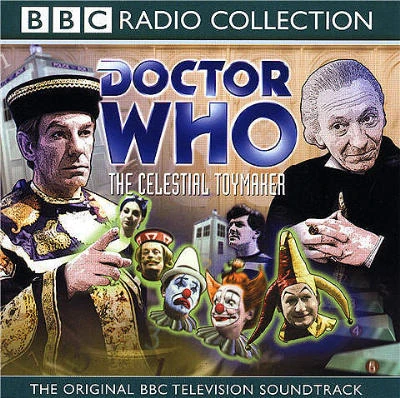 BBC RADIO COLLECTION
DOCTOR
WHO
THE CELESTIAL TOYMAKER
THE ORIGINAL BBC TELEVISION SOUNDTRACK